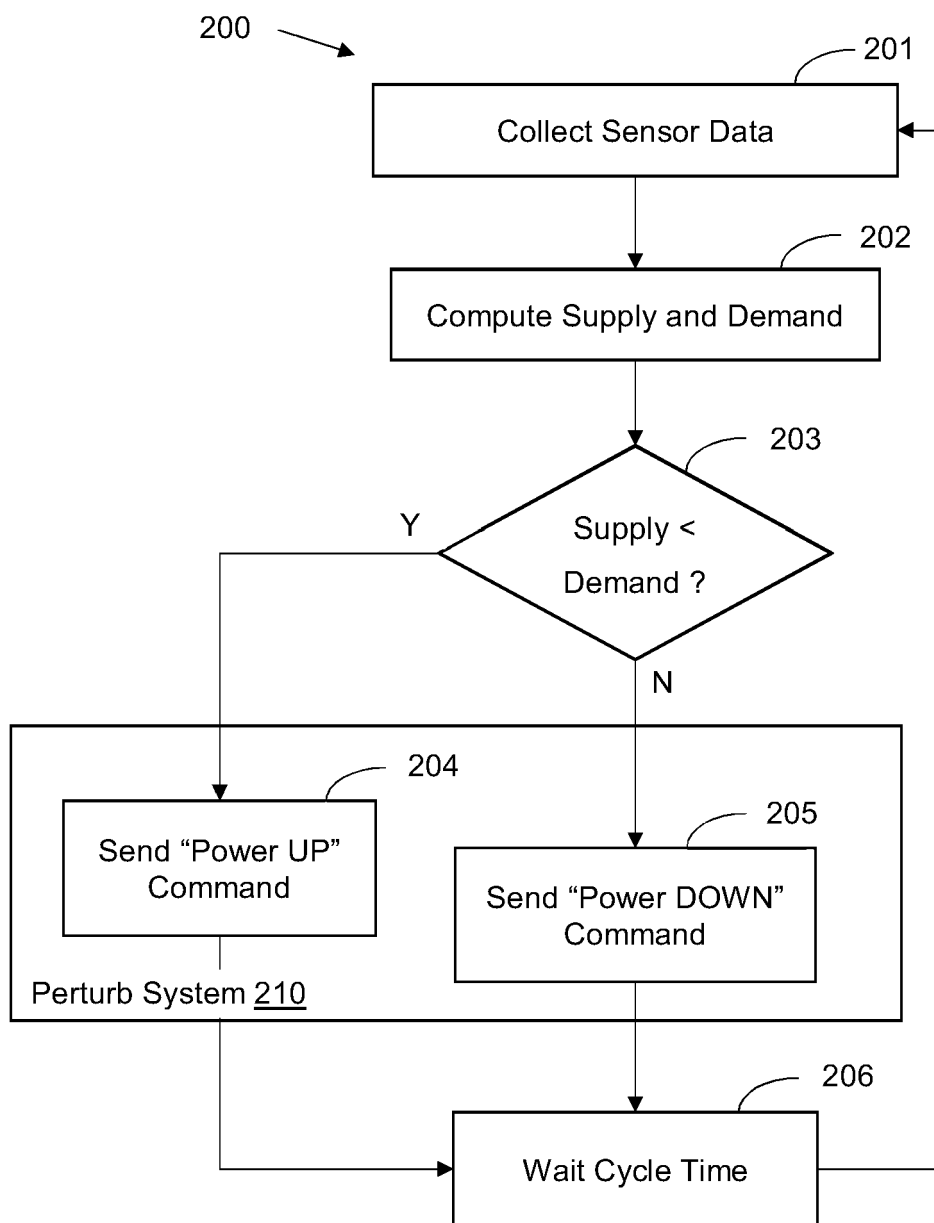 200
201
Collect Sensor Data
202
Compute Supply and Demand
203
Supply <
Demand ?
Y
N
204
Send “Power UP”
Command
205
Send “Power DOWN”
Command
Perturb System 210
206
Wait Cycle Time